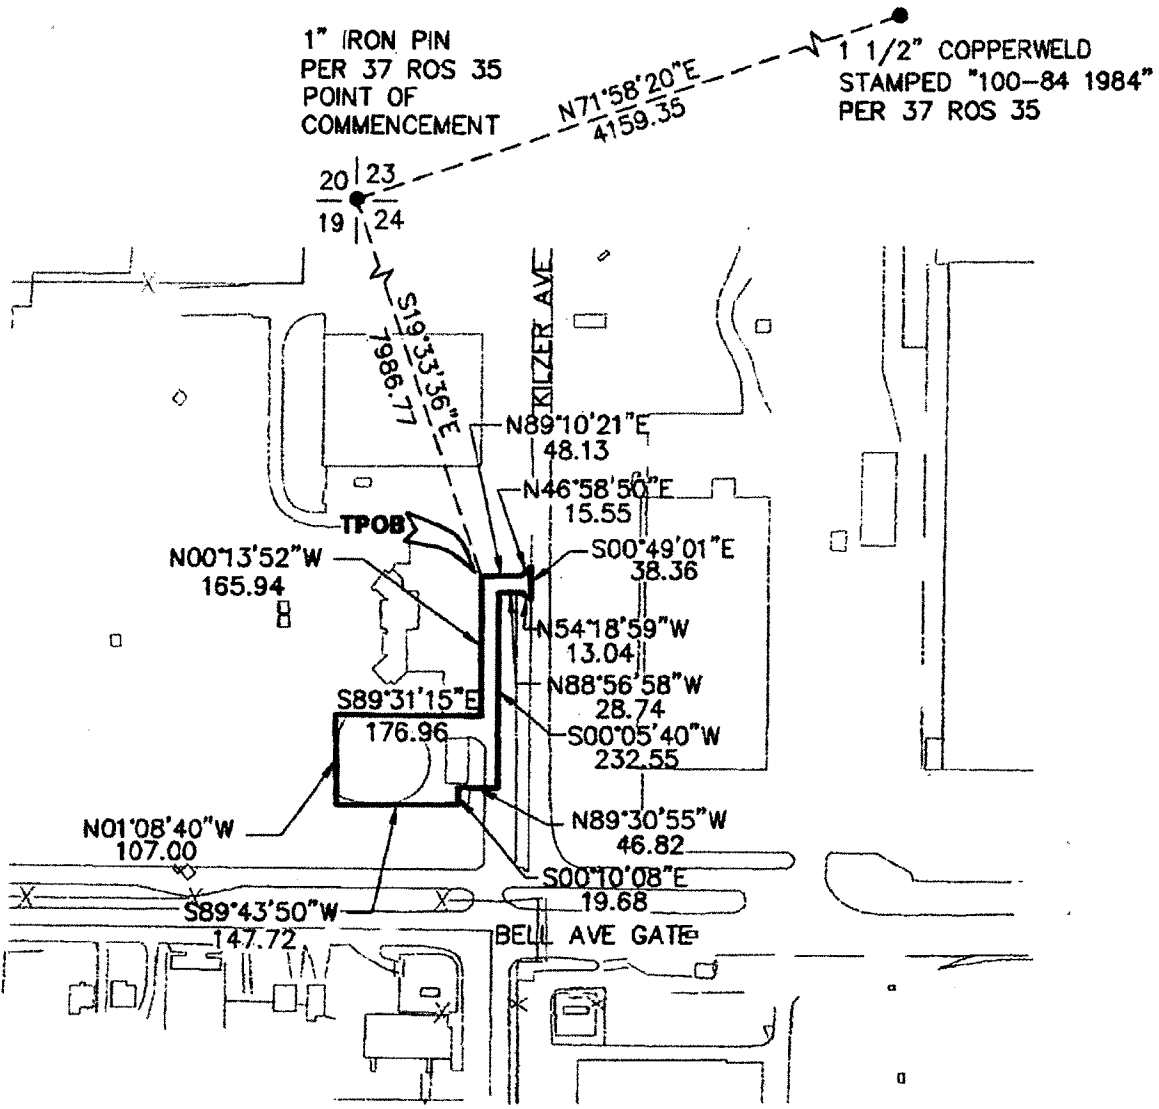 1" IRON PIN
PER 37 ROS 35
POINT OF
COMMENCEMENT
1 1/2" COPPERWELD
STAMPED "100-84 1984"
PER 37 ROS 35
N71°58'20"E
4159.35
20 23
19 24
S19°33'36"E
7986.77
KILZER AVE
N89°10'21"E
48.13
N46°58'50"E
15.55
TPOB
S00°49'01"E
38.36
N00°13'52"W
165.94
N54°18'59"W
13.04
N88°56'58"W
28.74
S89°31'15"E
176.96
S00°05'40"W
232.55
N89°30'55"W
46.82
N01°08'40"W
107.00
S00°10'08"E
19.68
S89°43'50"W
147.72
BELL AVE GATE